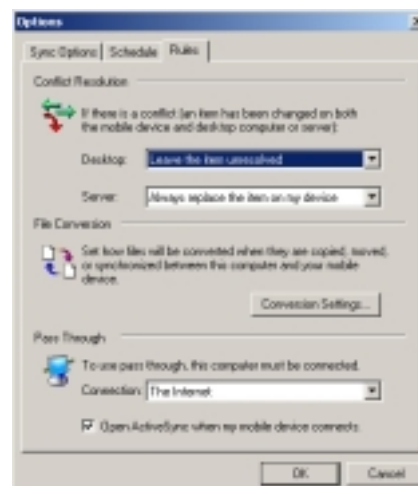 Options
Sync Options
Schedule
Rules
Conflict Resolution
If there is a conflict (an item has been changed on both
the mobile device and desktop computer or server):
Desktop:
Leave the item unresolved
Server:
Always replace the item on my device
File Conversion
Set how files will be converted when they are copied, moved,
or synchronized between this computer and your mobile
device.
Conversion Settings...
Pass Through
To use pass through, this computer must be connected.
Connection:
The Internet
Open ActiveSync when my mobile device connects
OK
Cancel